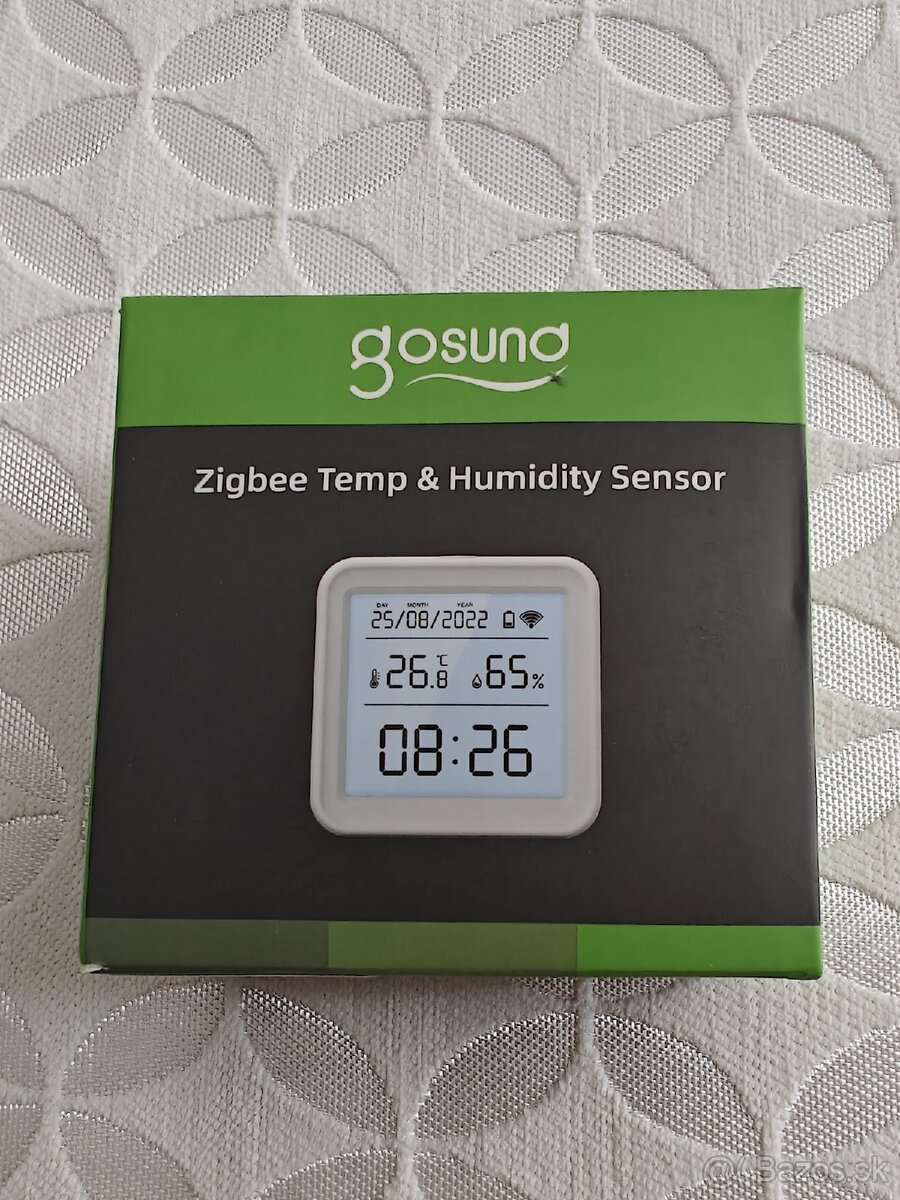 gosund
Zigbee Temp & Humidity Sensor
DAY MONTH YEAR
25/08/2022
26.8 °C 65 %
08:26
@ Bazos.sk